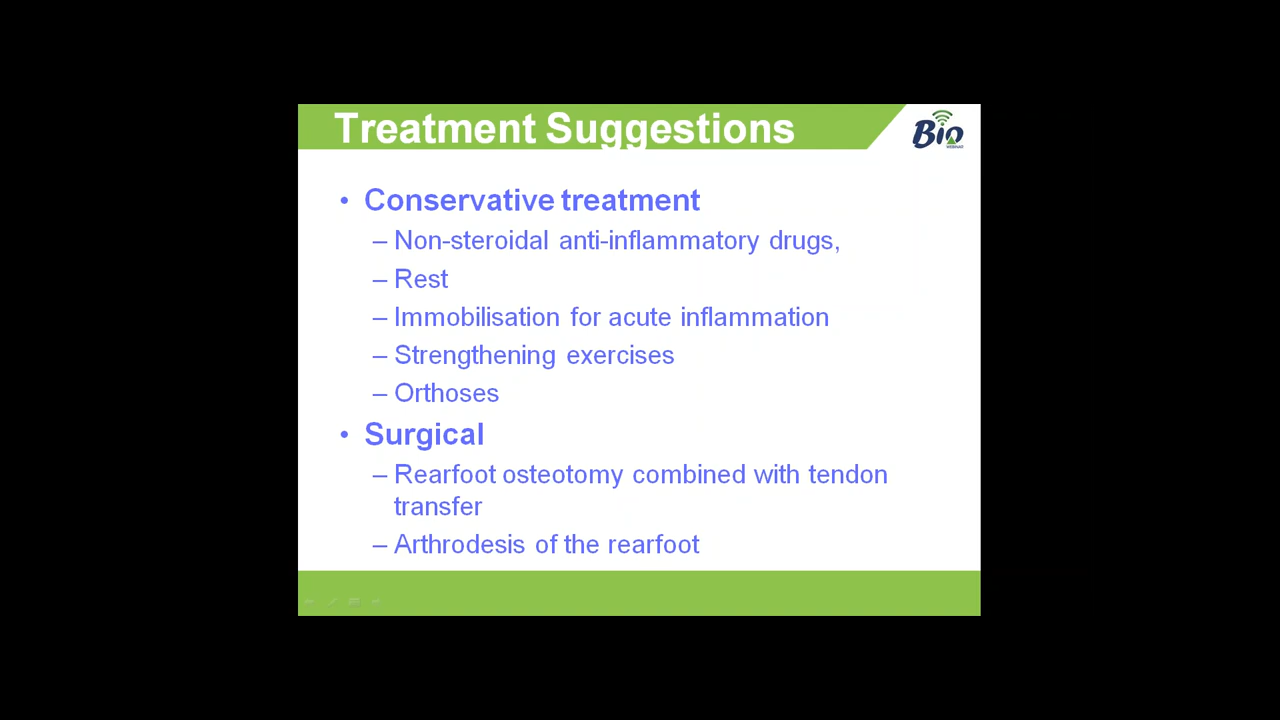 Treatment Suggestions
Bio
WEBINAR
• Conservative treatment
– Non-steroidal anti-inflammatory drugs,
– Rest
– Immobilisation for acute inflammation
– Strengthening exercises
– Orthoses
• Surgical
– Rearfoot osteotomy combined with tendon
transfer
– Arthrodesis of the rearfoot